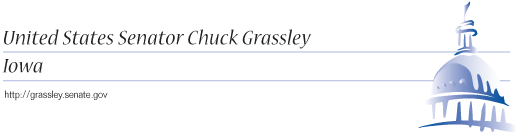 United States Senator Chuck Grassley
Iowa
http://grassley.senate.gov